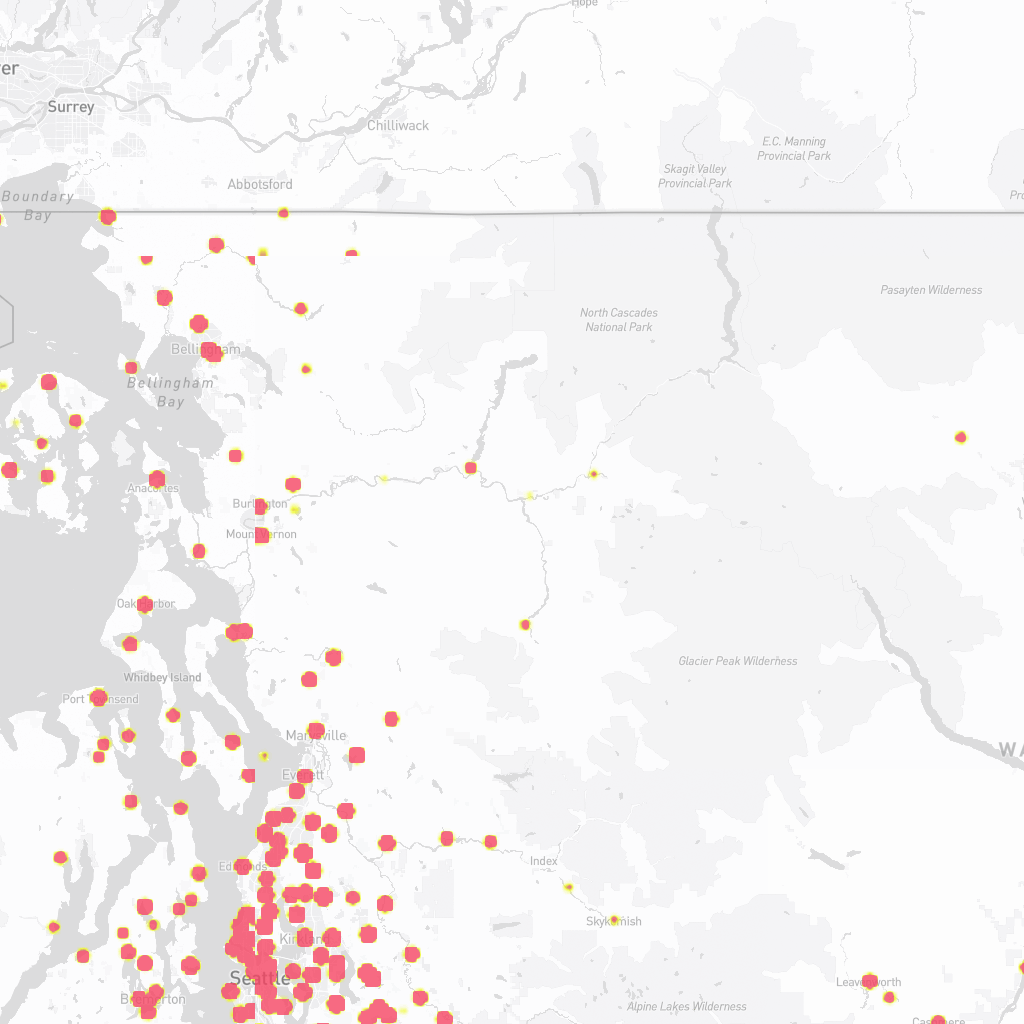 Hope
Surrey
Chilliwack
E.C. Manning
Provincial Park
Skagit Valley
Provincial Park
Abbotsford
Boundary
Bay
Pasayten Wilderness
North Cascades
National Park
Bellingham
Bellingham
Bay
Anacortes
Burlington
Mount Vernon
Oak Harbor
Glacier Peak Wilderness
Whidbey Island
Port Townsend
Marysville
WA
Everett
Index
Edmonds
Skykomish
Kirkland
Seattle
Leavenworth
Bremerton
Alpine Lakes Wilderness
Cashmere